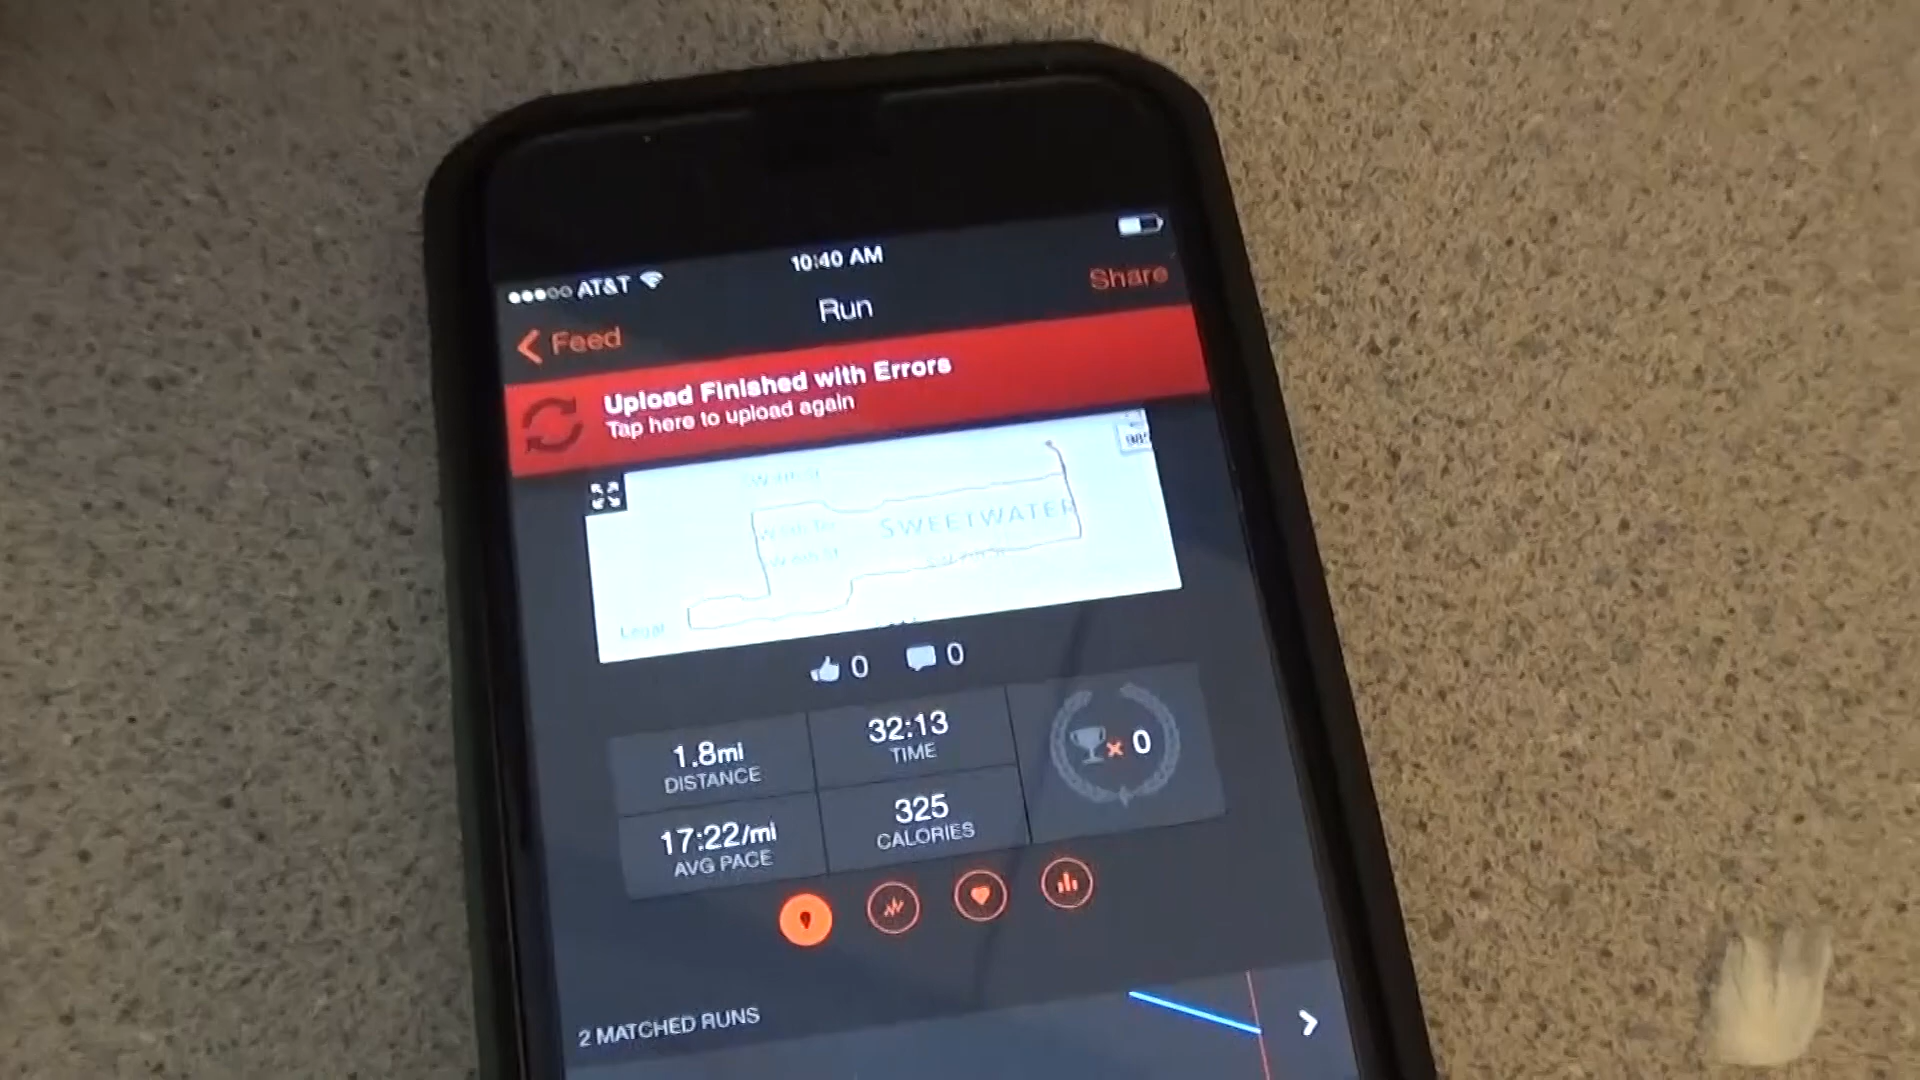 AT&T
10:40 AM
Feed
Run
Share
Upload Finished with Errors
Tap here to upload again
985
SWEETWATER
Legal
0
0
1.8mi
DISTANCE
32:13
TIME
x 0
17:22/mi
AVG PACE
325
CALORIES
2 MATCHED RUNS